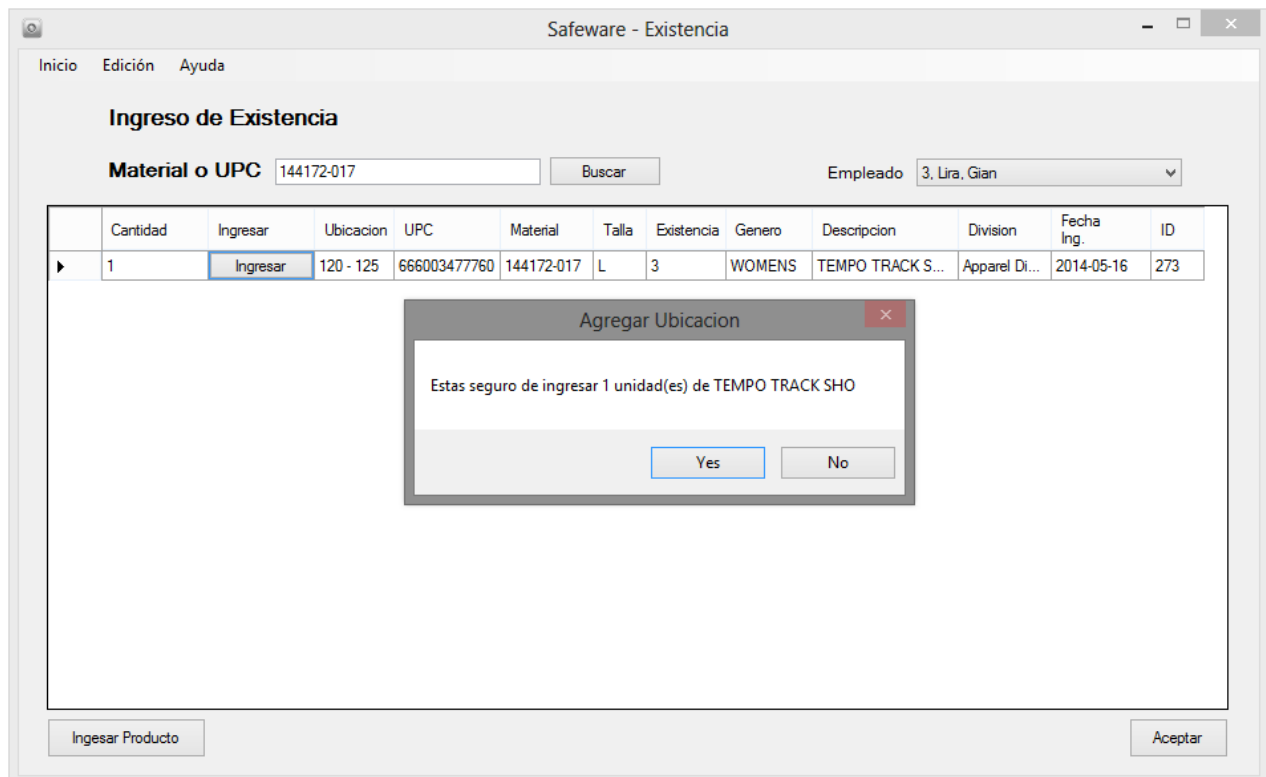 Safeware - Existencia
Inicio Edición Ayuda
Ingreso de Existencia
Material o UPC 144172-017 Buscar Empleado 3, Lira, Gian
Cantidad Ingresar Ubicacion UPC Material Talla Existencia Genero Descripcion Division Fecha Ing. ID
1 Ingresar 120 - 125 666003477760 144172-017 L 3 WOMENS TEMPO TRACK S... Apparel Di... 2014-05-16 273
Agregar Ubicacion
Estas seguro de ingresar 1 unidad(es) de TEMPO TRACK SHO
Yes No
Ingesar Producto Aceptar